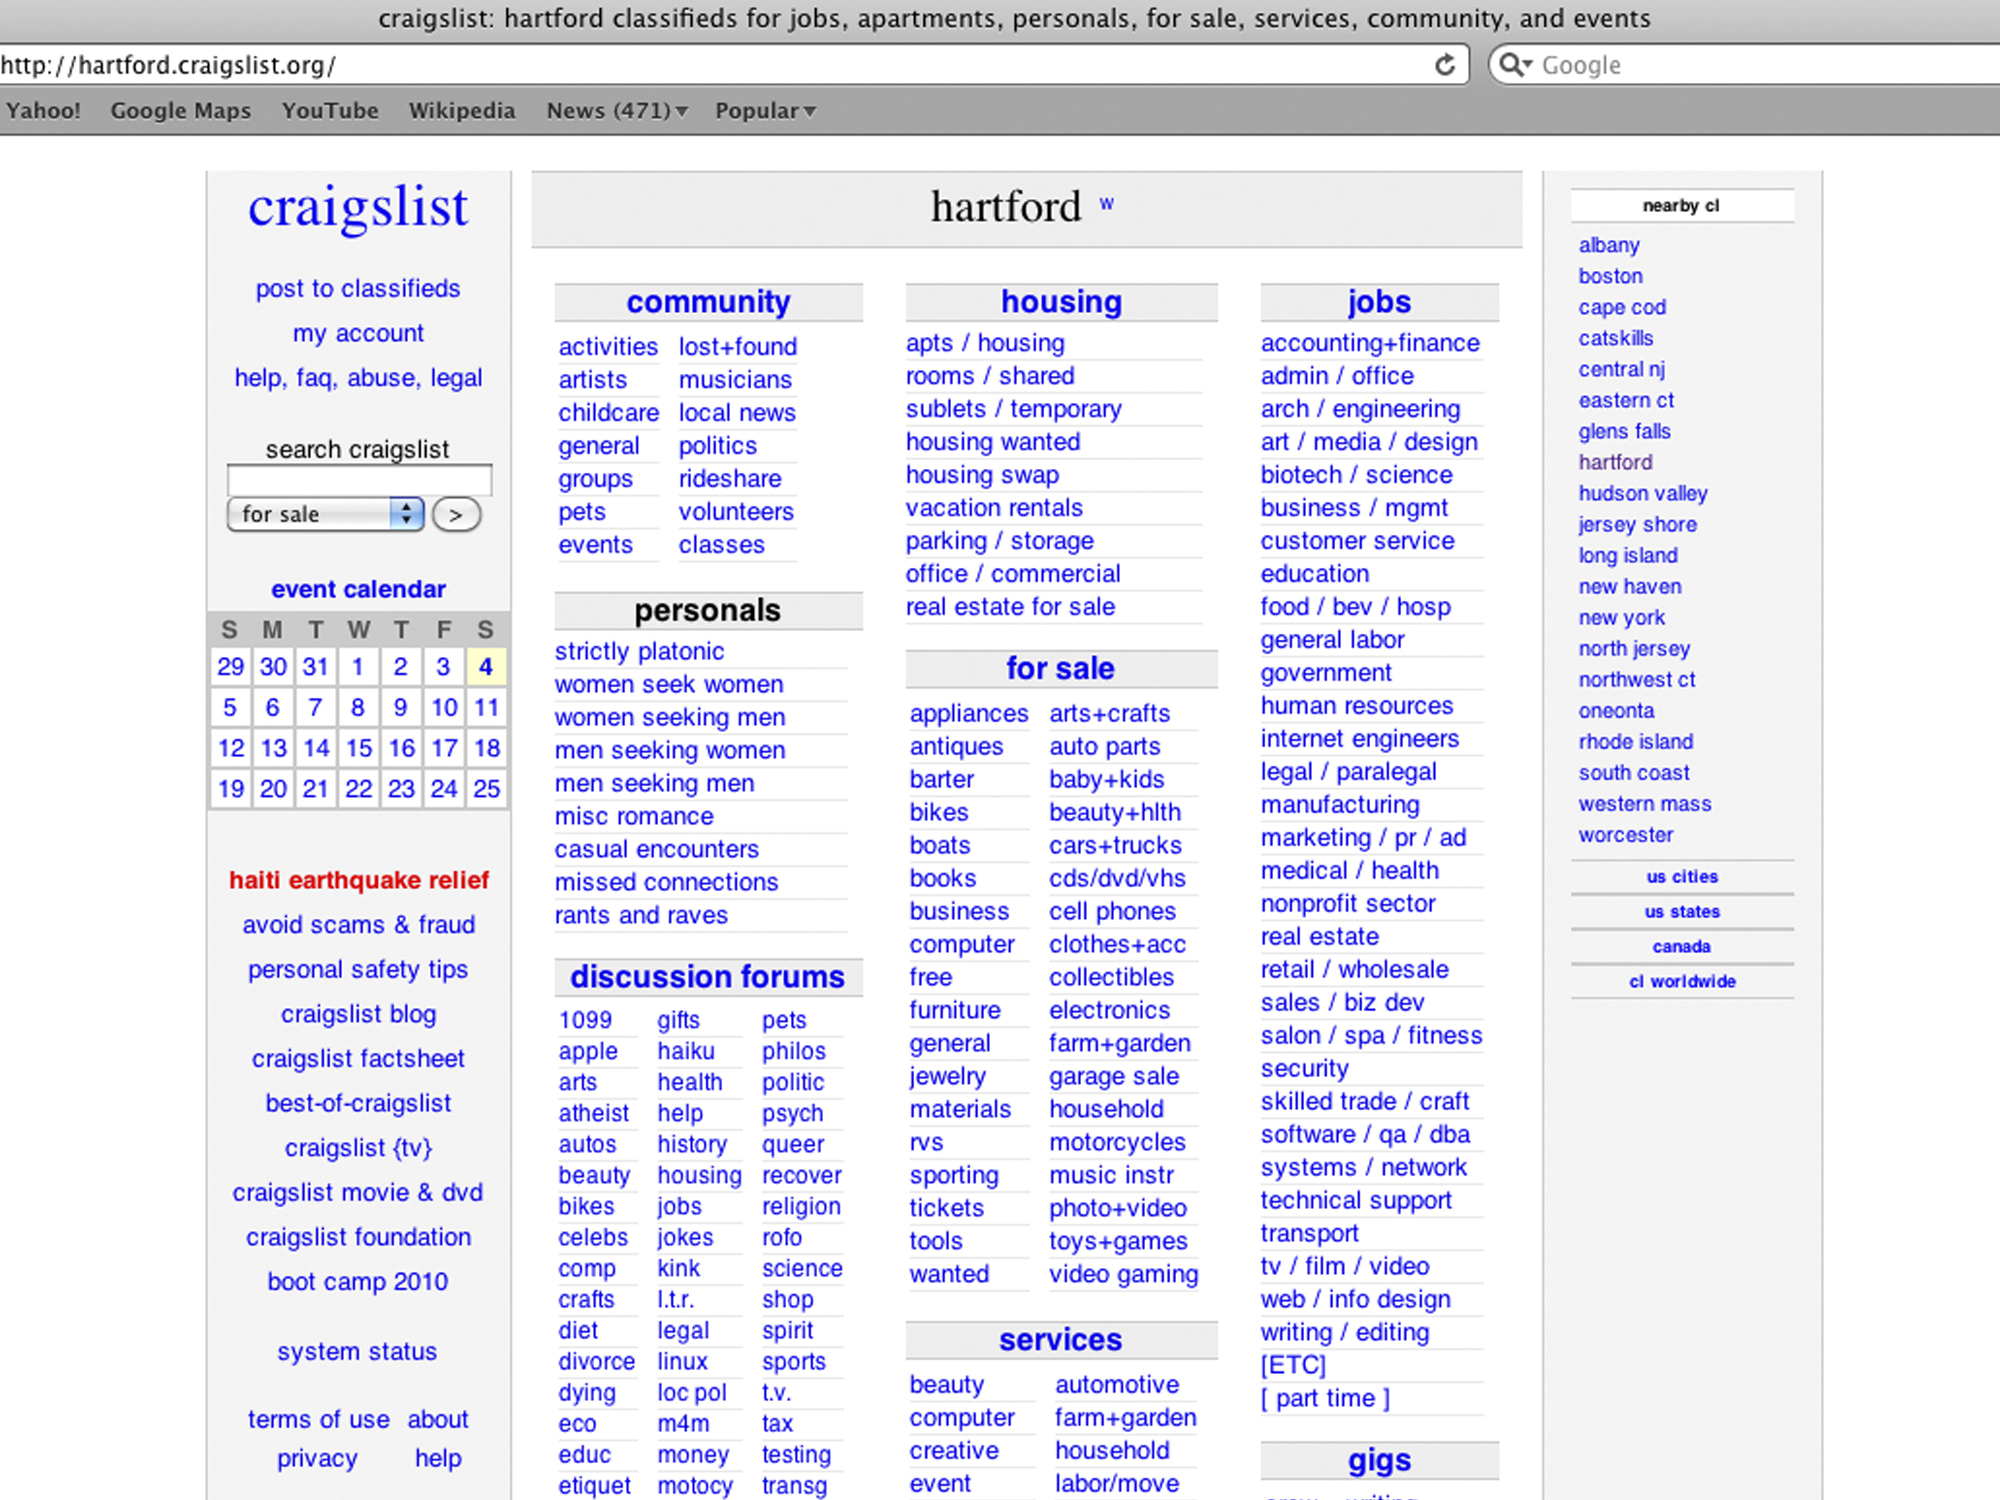 craigslist: hartford classifieds for jobs, apartments, personals, for sale, services, community, and events
http://hartford.craigslist.org/
Google
Yahoo! Google Maps YouTube Wikipedia News (471) Popular
craigslist
post to classifieds
my account
help, faq, abuse, legal
search craigslist
for sale >
event calendar
S M T W T F S
29 30 31 1 2 3 4
5 6 7 8 9 10 11
12 13 14 15 16 17 18
19 20 21 22 23 24 25
haiti earthquake relief
avoid scams & fraud
personal safety tips
craigslist blog
craigslist factsheet
best-of-craigslist
craigslist {tv}
craigslist movie & dvd
craigslist foundation
boot camp 2010
system status
terms of use about
privacy help
hartford w
community
activities lost+found
artists musicians
childcare local news
general politics
groups rideshare
pets volunteers
events classes
personals
strictly platonic
women seek women
women seeking men
men seeking women
men seeking men
misc romance
casual encounters
missed connections
rants and raves
discussion forums
1099 gifts pets
apple haiku philos
arts health politic
atheist help psych
autos history queer
beauty housing recover
bikes jobs religion
celebs jokes rofo
comp kink science
crafts l.t.r. shop
diet legal spirit
divorce linux sports
dying loc pol t.v.
eco m4m tax
educ money testing
etiquet motocy transg
housing
apts / housing
rooms / shared
sublets / temporary
housing wanted
housing swap
vacation rentals
parking / storage
office / commercial
real estate for sale
for sale
appliances arts+crafts
antiques auto parts
barter baby+kids
bikes beauty+hlth
boats cars+trucks
books cds/dvd/vhs
business cell phones
computer clothes+acc
free collectibles
furniture electronics
general farm+garden
jewelry garage sale
materials household
rvs motorcycles
sporting music instr
tickets photo+video
tools toys+games
wanted video gaming
services
beauty automotive
computer farm+garden
creative household
event labor/move
jobs
accounting+finance
admin / office
arch / engineering
art / media / design
biotech / science
business / mgmt
customer service
education
food / bev / hosp
general labor
government
human resources
internet engineers
legal / paralegal
manufacturing
marketing / pr / ad
medical / health
nonprofit sector
real estate
retail / wholesale
sales / biz dev
salon / spa / fitness
security
skilled trade / craft
software / qa / dba
systems / network
technical support
transport
tv / film / video
web / info design
writing / editing
[ETC]
[ part time ]
gigs
nearby cl
albany
boston
cape cod
catskills
central nj
eastern ct
glens falls
hartford
hudson valley
jersey shore
long island
new haven
new york
north jersey
northwest ct
oneonta
rhode island
south coast
western mass
worcester
us cities
us states
canada
cl worldwide